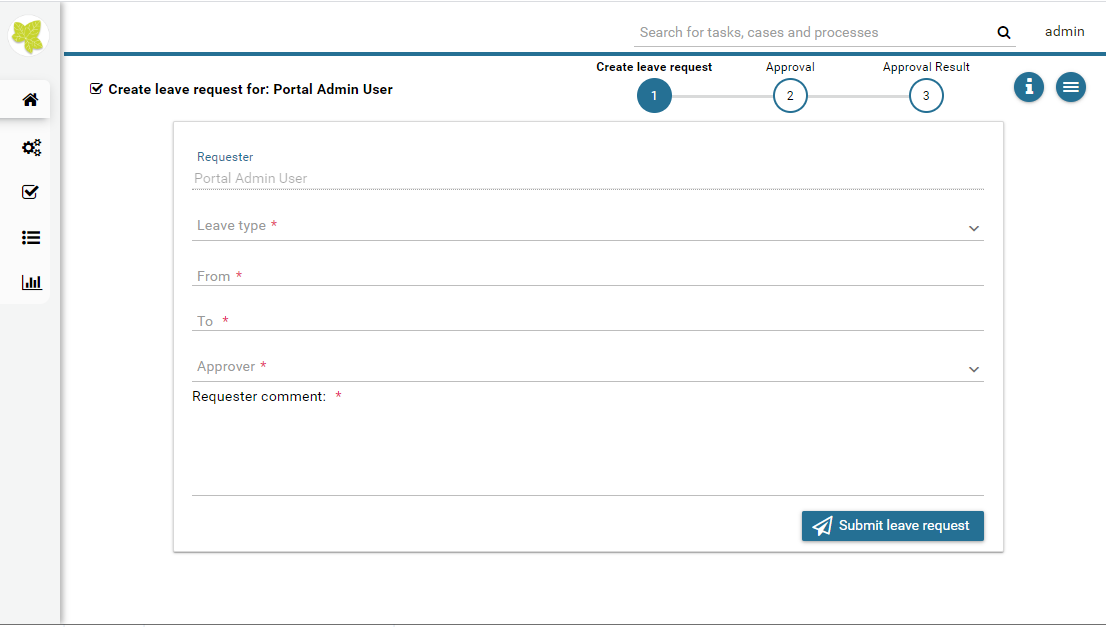 Search for tasks, cases and processes
admin
Create leave request for: Portal Admin User
Create leave request
Approval
Approval Result
1
2
3
Requester
Portal Admin User
Leave type *
From *
To *
Approver *
Requester comment: *
Submit leave request